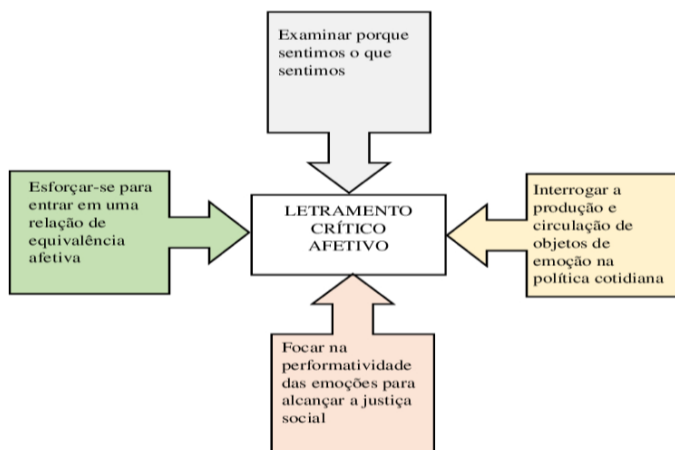 Examinar porque
sentimos o que
sentimos
Esforçar-se para
entrar em uma
relação de
equivalência
afetiva
LETRAMENTO
CRÍTICO
AFETIVO
Interrogar a
produção e
circulação de
objetos de
emoção na
política cotidiana
Focar na
performatividade
das emoções para
alcançar a justiça
social